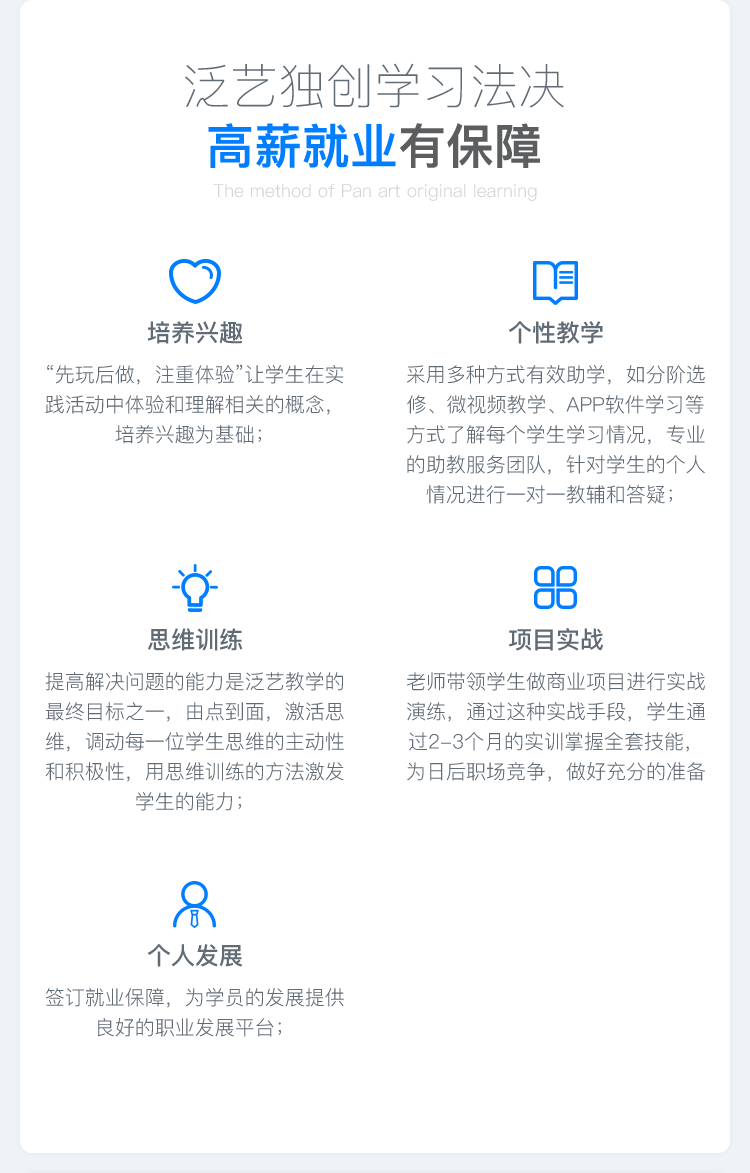 泛艺独创学习法决
高薪就业有保障
The method of Pan art original learning
培养兴趣
“先玩后做，注重体验”让学生在实
践活动中体验和理解相关的概念，
培养兴趣为基础；
个性教学
采用多种方式有效助学，如分阶选
修、微视频教学、APP软件学习等
方式了解每个学生学习情况，专业
的助教服务团队，针对学生的个人
情况进行一对一教辅和答疑；
思维训练
提高解决问题的能力是泛艺教学的
最终目标之一，由点到面，激活思
维，调动每一位学生思维的主动性
和积极性，用思维训练的方法激发
学生的能力；
项目实战
老师带领学生做商业项目进行实战
演练，通过这种实战手段，学生通
过2-3个月的实训掌握全套技能，
为日后职场竞争，做好充分的准备
个人发展
签订就业保障，为学员的发展提供
良好的职业发展平台；